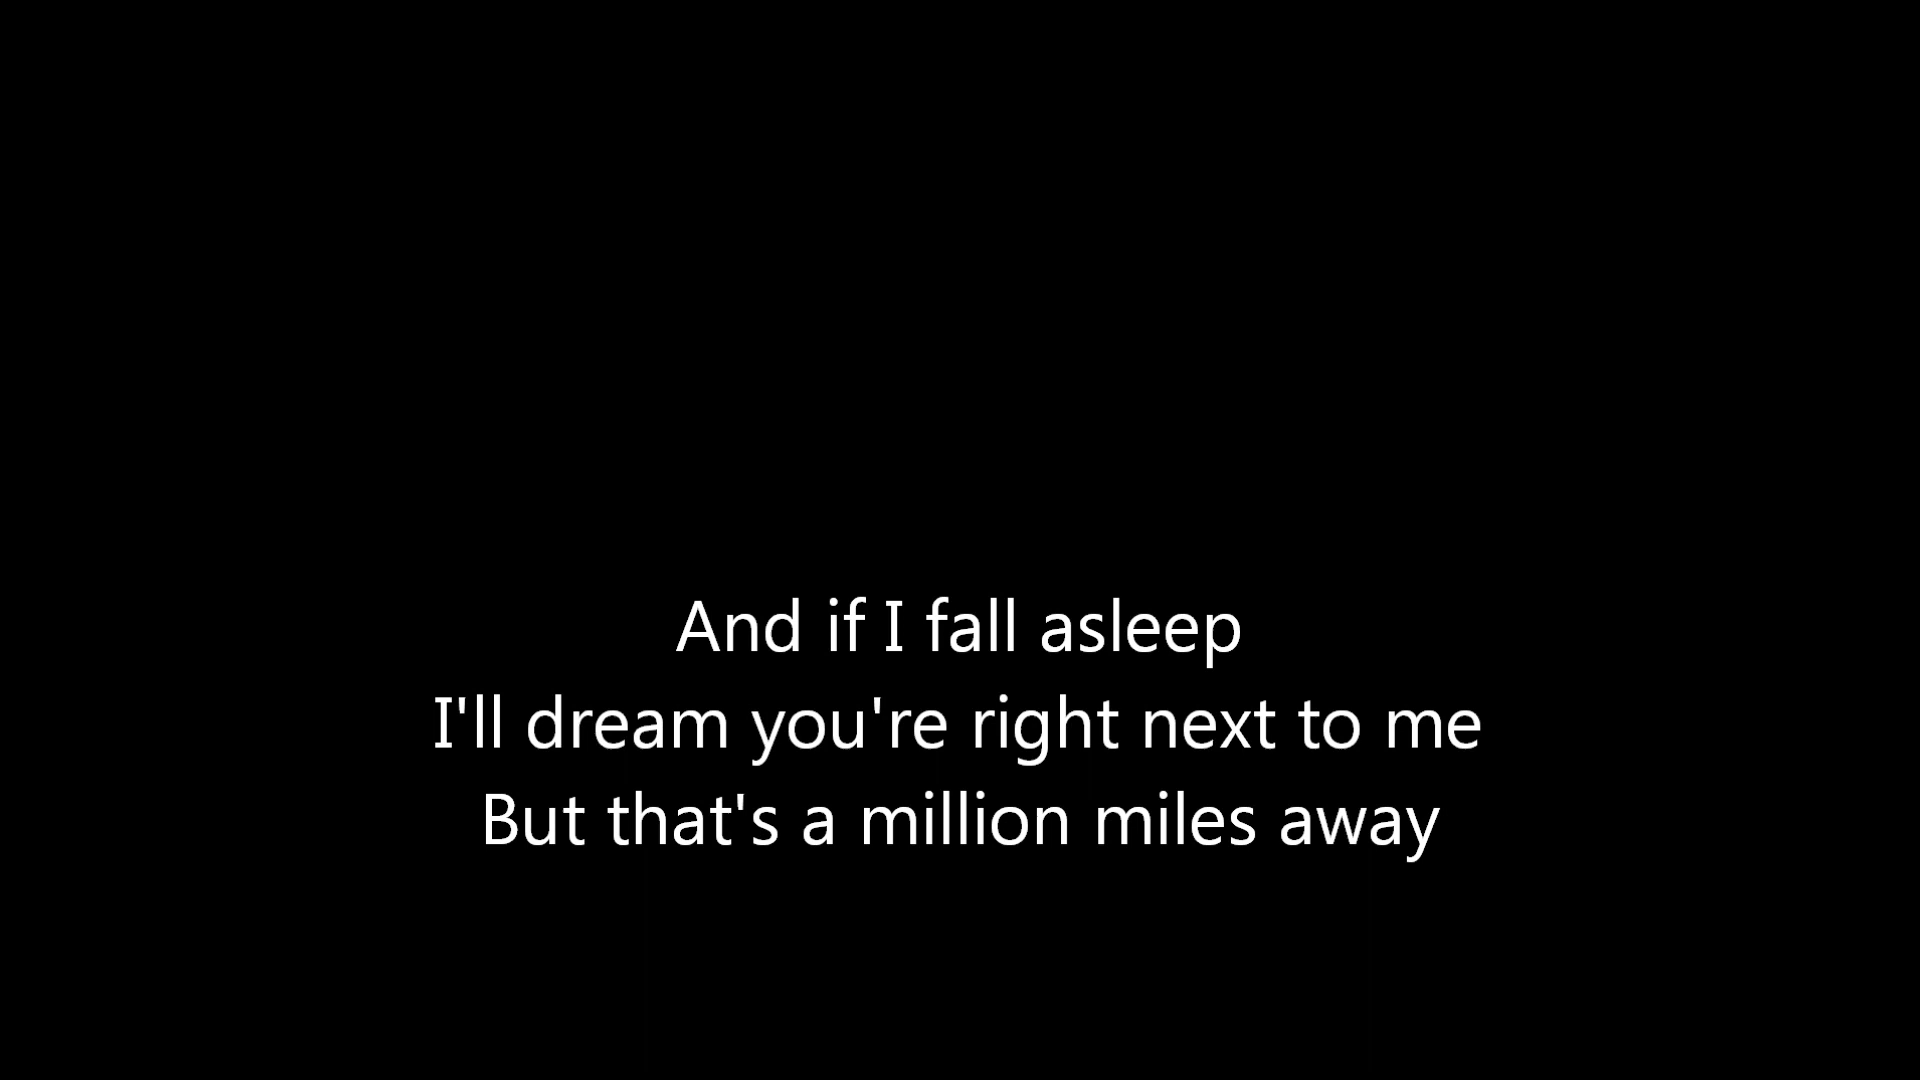 And if I fall asleep
I'll dream you're right next to me
But that's a million miles away